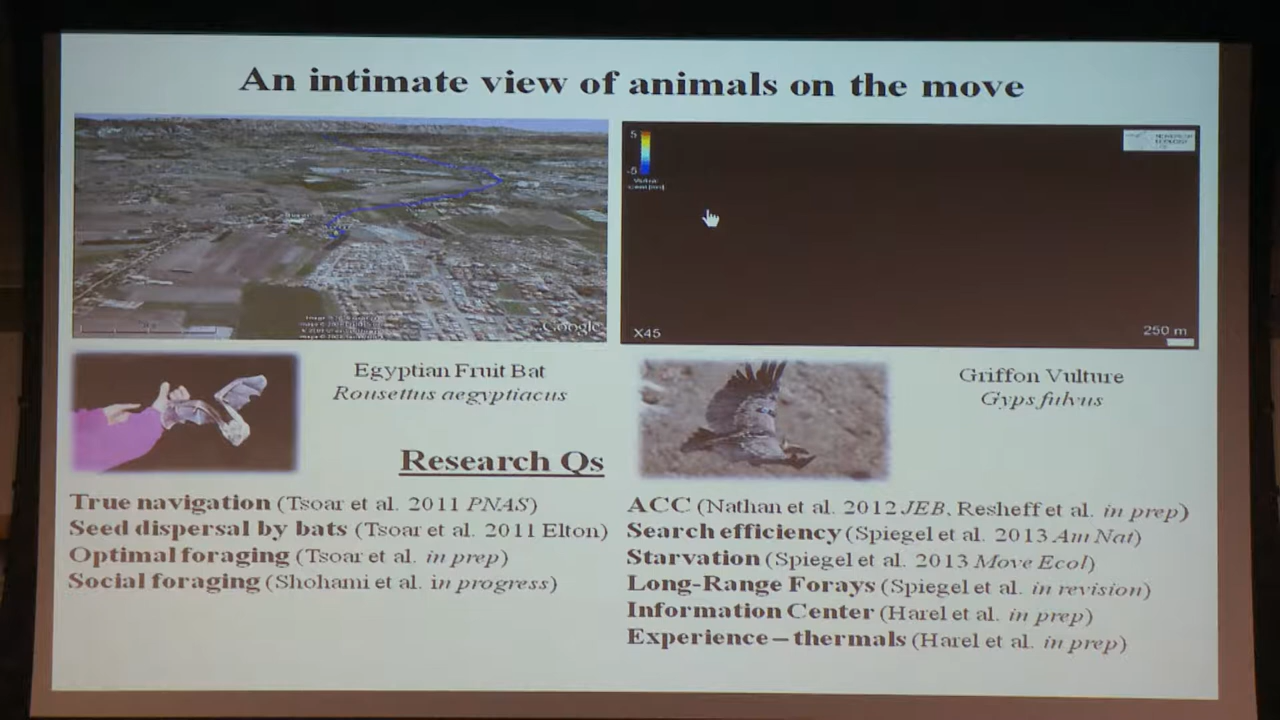 An intimate view of animals on the move
Google
5
-5
X45
250 m
Egyptian Fruit Bat
Rousettus aegyptiacus
Griffon Vulture
Gyps fulvus
Research Qs
True navigation (Tsoar et al. 2011 PNAS)
Seed dispersal by bats (Tsoar et al. 2011 Elton)
Optimal foraging (Tsoar et al. in prep)
Social foraging (Shohami et al. in progress)
ACC (Nathan et al. 2012 JEB, Resheff et al. in prep)
Search efficiency (Spiegel et al. 2013 Am Nat)
Starvation (Spiegel et al. 2013 Move Ecol)
Long-Range Forays (Spiegel et al. in revision)
Information Center (Harel et al. in prep)
Experience – thermals (Harel et al. in prep)